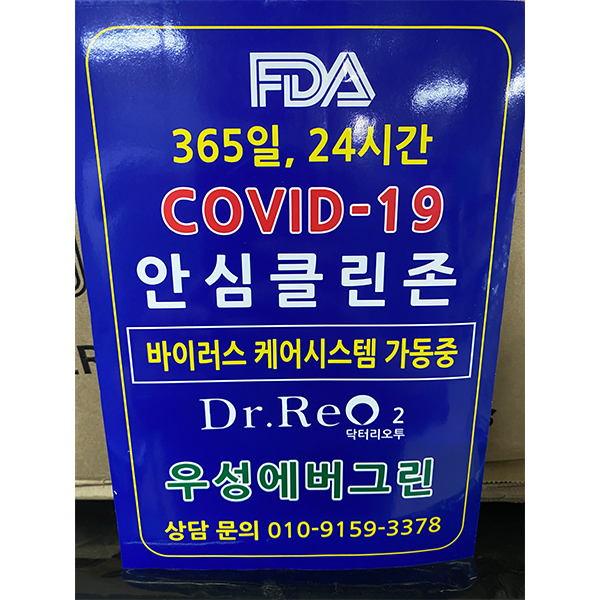 FDA
365일, 24시간
COVID-19
안심클린존
바이러스 케어시스템 가동중
Dr.ReO 2
닥터리오투
우성에버그린
상담 문의 010-9159-3378